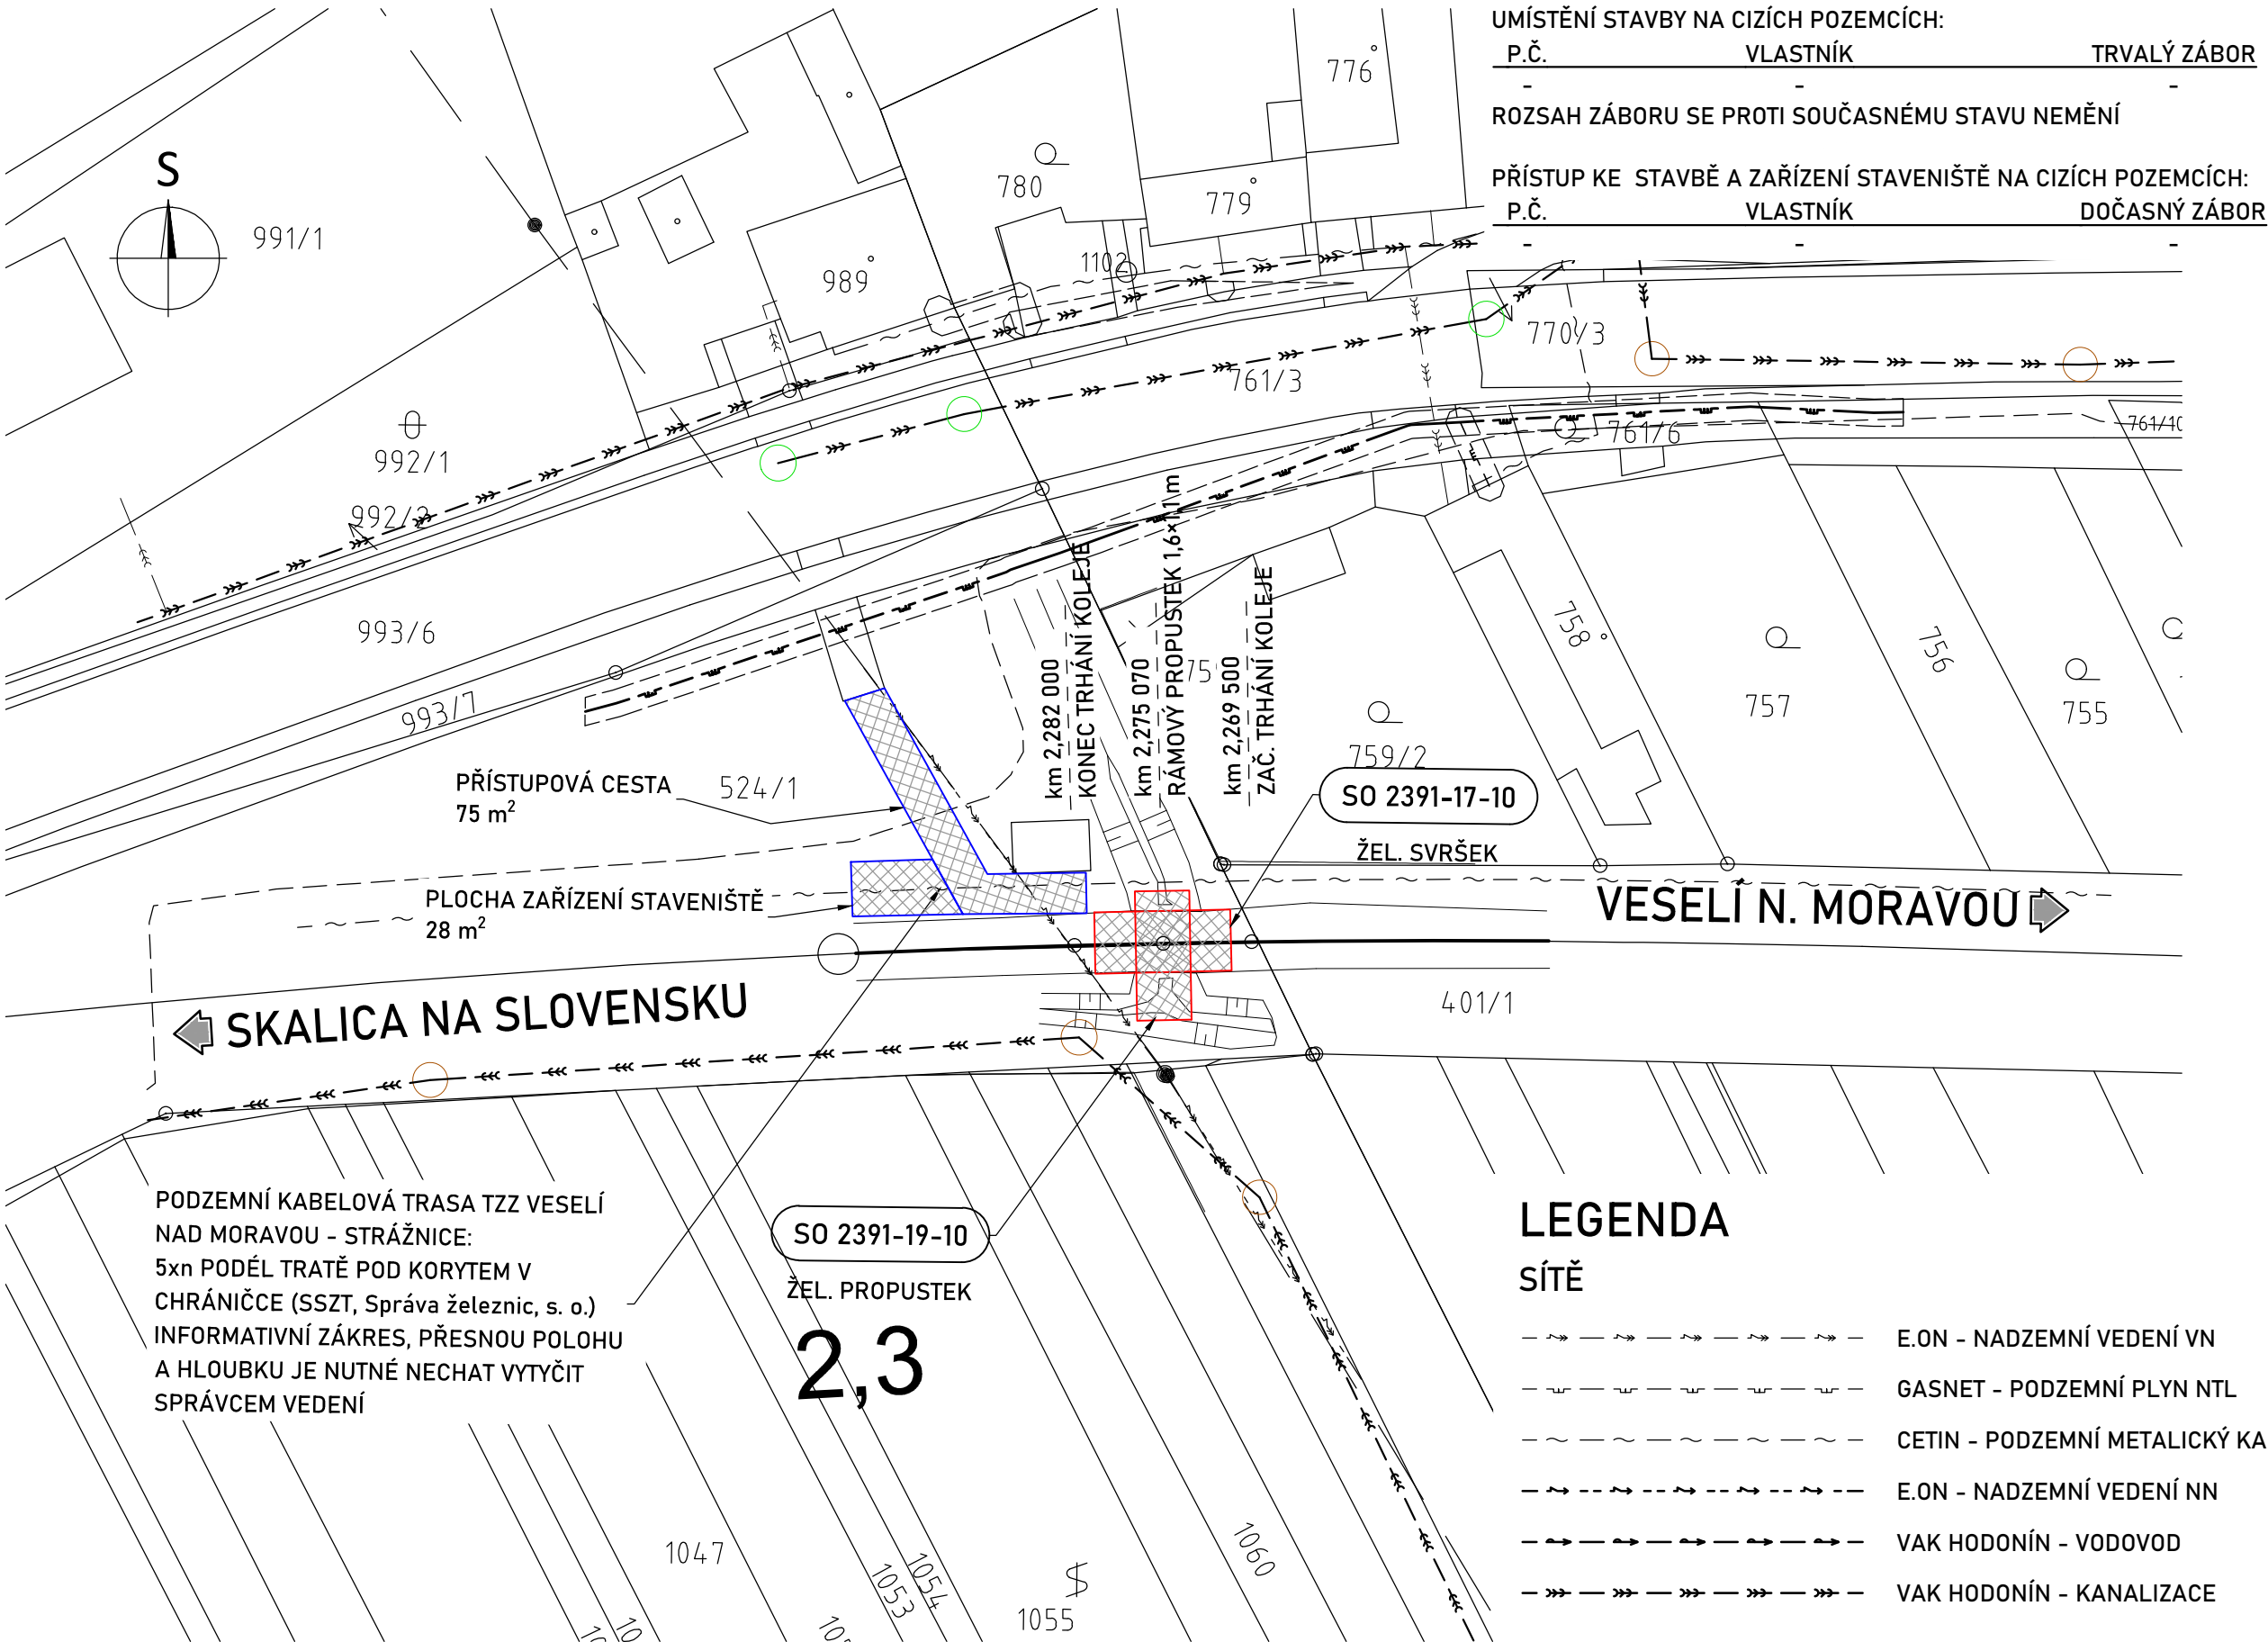 UMÍSTĚNÍ STAVBY NA CIZÍCH POZEMCÍCH:
P.Č. VLASTNÍK TRVALÝ ZÁBOR
- - -
ROZSAH ZÁBORU SE PROTI SOUČASNÉMU STAVU NEMĚNÍ
PŘÍSTUP KE STAVBĚ A ZAŘÍZENÍ STAVENIŠTĚ NA CIZÍCH POZEMCÍCH:
P.Č. VLASTNÍK DOČASNÝ ZÁBOR
- - -
S
991/1
776
780
779
989
1102
770/3
761/3
761/6
761/10
992/1
992/2
993/6
993/7
524/1
758
756
757
755
759/2
km 2,282 000
KONEC TRHÁNÍ KOLEJE
km 2,275 070
RÁMOVÝ PROPUSTEK 1,6×1,1 m
km 2,269 500
ZAČ. TRHÁNÍ KOLEJE
PŘÍSTUPOVÁ CESTA
75 m²
SO 2391-17-10
ŽEL. SVRŠEK
PLOCHA ZAŘÍZENÍ STAVENIŠTĚ
28 m²
VESELÍ N. MORAVOU
SKALICA NA SLOVENSKU
401/1
PODZEMNÍ KABELOVÁ TRASA TZZ VESELÍ
NAD MORAVOU - STRÁŽNICE:
5xn PODÉL TRATĚ POD KORYTEM V
CHRÁNIČCE (SSZT, Správa železnic, s. o.)
INFORMATIVNÍ ZÁKRES, PŘESNOU POLOHU
A HLOUBKU JE NUTNÉ NECHAT VYTYČIT
SPRÁVCEM VEDENÍ
SO 2391-19-10
ŽEL. PROPUSTEK
2,3
1047
1053
1054
1055
1060
LEGENDA
SÍTĚ
E.ON - NADZEMNÍ VEDENÍ VN
GASNET - PODZEMNÍ PLYN NTL
CETIN - PODZEMNÍ METALICKÝ KA
E.ON - NADZEMNÍ VEDENÍ NN
VAK HODONÍN - VODOVOD
VAK HODONÍN - KANALIZACE